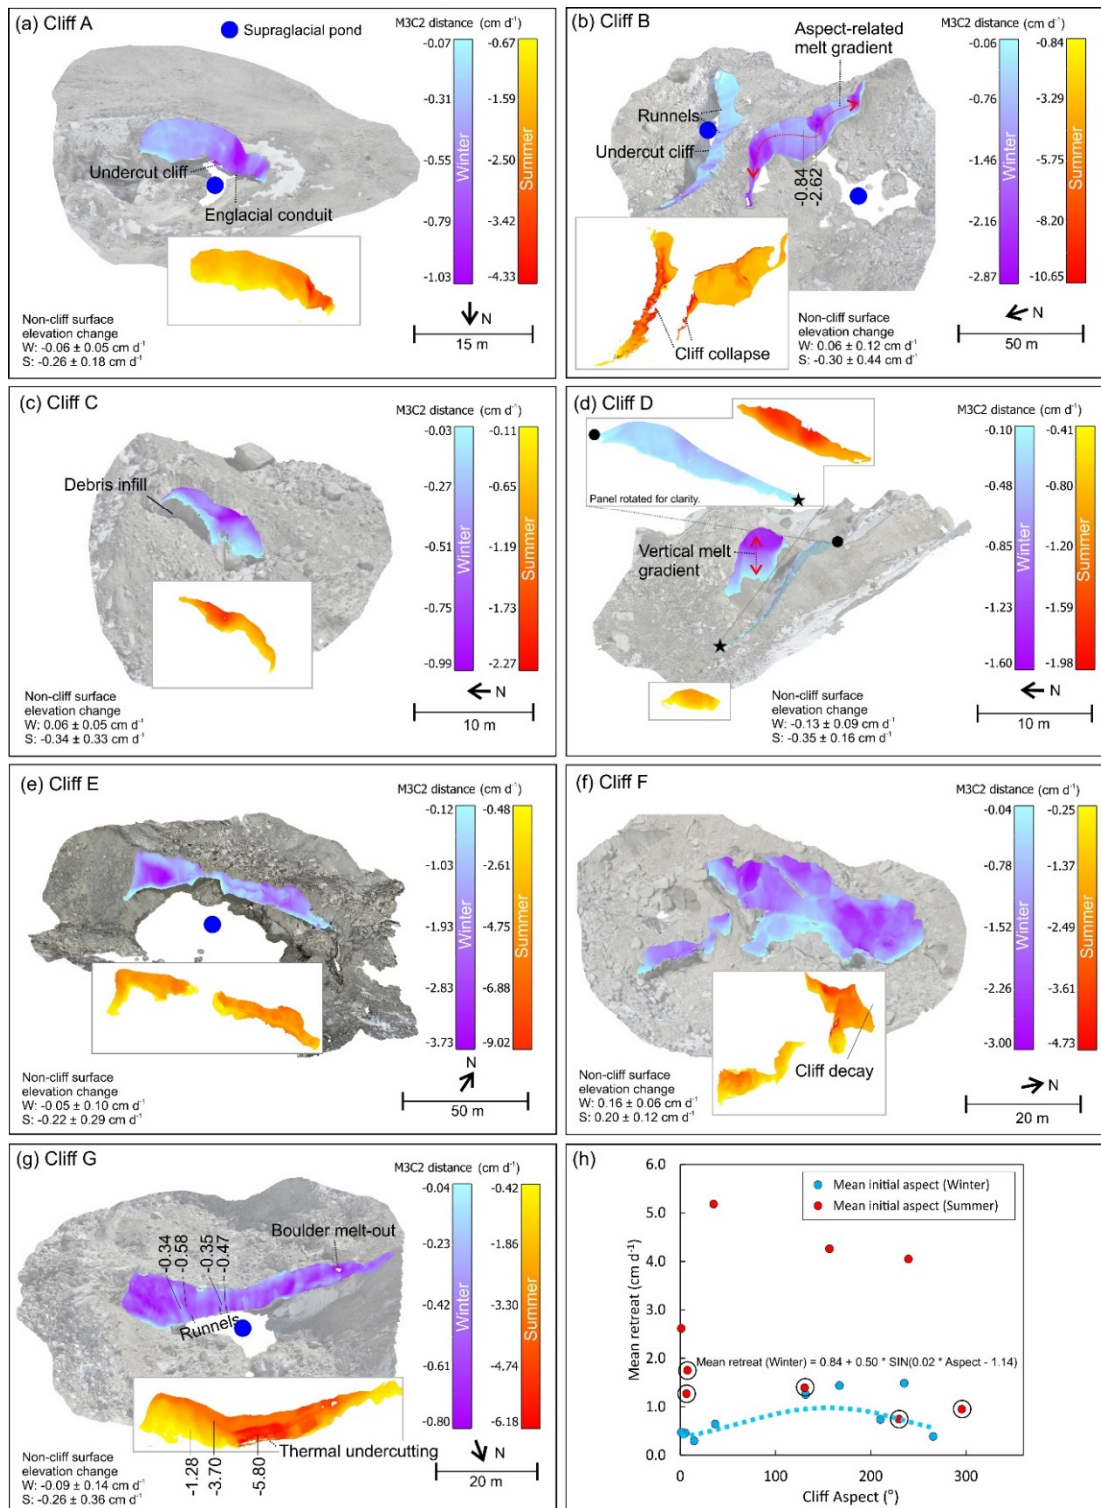 (a) Cliff A
Supraglacial pond
M3C2 distance (cm d⁻¹)
-0.07
-0.31
-0.55
-0.79
-1.03
Winter
-0.67
-1.59
-2.50
-3.42
-4.33
Summer
Undercut cliff
Englacial conduit
Non-cliff surface
elevation change
W: -0.06 ± 0.05 cm d⁻¹
S: -0.26 ± 0.18 cm d⁻¹
N
15 m
(b) Cliff B
Aspect-related
melt gradient
M3C2 distance (cm d⁻¹)
-0.06
-0.76
-1.46
-2.16
-2.87
Winter
-0.84
-3.29
-5.75
-8.20
-10.65
Summer
Runnels
Undercut cliff
-0.84
-2.62
Cliff collapse
Non-cliff surface
elevation change
W: 0.06 ± 0.12 cm d⁻¹
S: -0.30 ± 0.44 cm d⁻¹
N
50 m
(c) Cliff C
M3C2 distance (cm d⁻¹)
-0.03
-0.27
-0.51
-0.75
-0.99
Winter
-0.11
-0.65
-1.19
-1.73
-2.27
Summer
Debris infill
Non-cliff surface
elevation change
W: 0.06 ± 0.05 cm d⁻¹
S: -0.34 ± 0.33 cm d⁻¹
N
10 m
(d) Cliff D
M3C2 distance (cm d⁻¹)
-0.10
-0.48
-0.85
-1.23
-1.60
Winter
-0.41
-0.80
-1.20
-1.59
-1.98
Summer
Panel rotated for clarity.
Vertical melt
gradient
Non-cliff surface
elevation change
W: -0.13 ± 0.09 cm d⁻¹
S: -0.35 ± 0.16 cm d⁻¹
N
10 m
(e) Cliff E
M3C2 distance (cm d⁻¹)
-0.12
-1.03
-1.93
-2.83
-3.73
Winter
-0.48
-2.61
-4.75
-6.88
-9.02
Summer
Non-cliff surface
elevation change
W: -0.05 ± 0.10 cm d⁻¹
S: -0.22 ± 0.29 cm d⁻¹
N
50 m
(f) Cliff F
M3C2 distance (cm d⁻¹)
-0.04
-0.78
-1.52
-2.26
-3.00
Winter
-0.25
-1.37
-2.49
-3.61
-4.73
Summer
Cliff decay
Non-cliff surface
elevation change
W: 0.16 ± 0.06 cm d⁻¹
S: 0.20 ± 0.12 cm d⁻¹
N
20 m
(g) Cliff G
M3C2 distance (cm d⁻¹)
-0.04
-0.23
-0.42
-0.61
-0.80
Winter
-0.42
-1.86
-3.30
-4.74
-6.18
Summer
Boulder melt-out
-0.34
-0.58
-0.35
-0.47
Runnels
Thermal undercutting
-1.28
-3.70
-5.80
Non-cliff surface
elevation change
W: -0.09 ± 0.14 cm d⁻¹
S: -0.26 ± 0.36 cm d⁻¹
N
20 m
(h)
Mean initial aspect (Winter)
Mean initial aspect (Summer)
Mean retreat (Winter) = 0.84 + 0.50 * SIN(0.02 * Aspect - 1.14)
Mean retreat (cm d⁻¹)
6.0
5.0
4.0
3.0
2.0
1.0
0.0
0
100
200
300
Cliff Aspect (°)